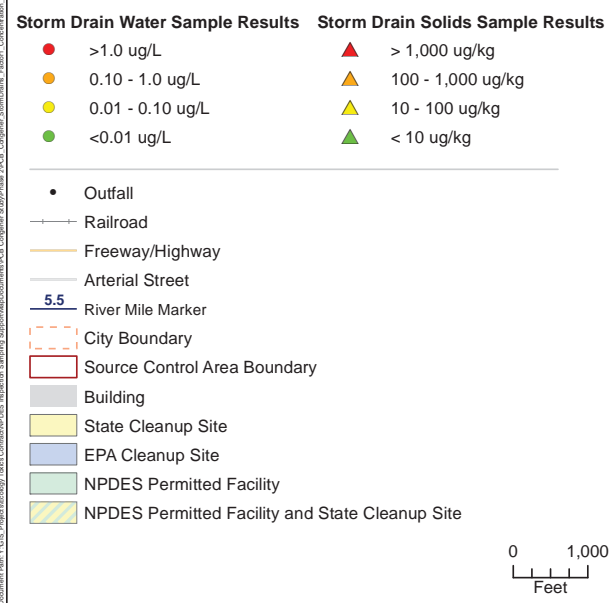 Storm Drain Water Sample Results
>1.0 ug/L
0.10 - 1.0 ug/L
0.01 - 0.10 ug/L
<0.01 ug/L
Storm Drain Solids Sample Results
> 1,000 ug/kg
100 - 1,000 ug/kg
10 - 100 ug/kg
< 10 ug/kg
Outfall
Railroad
Freeway/Highway
Arterial Street
5.5 River Mile Marker
City Boundary
Source Control Area Boundary
Building
State Cleanup Site
EPA Cleanup Site
NPDES Permitted Facility
NPDES Permitted Facility and State Cleanup Site
0 1,000
Feet